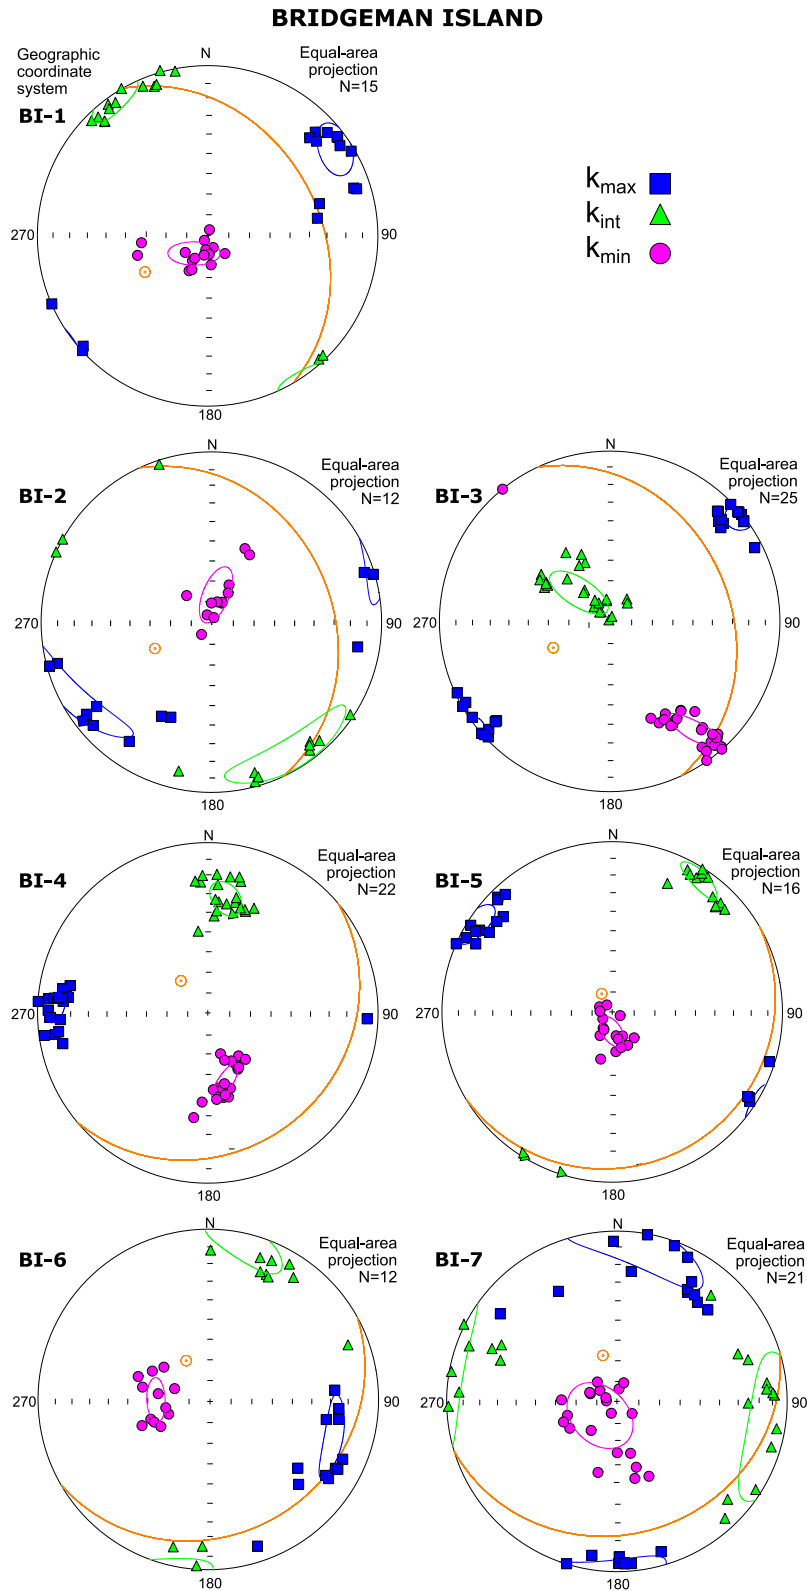 BRIDGEMAN ISLAND
Geographic
coordinate
system
N
Equal-area
projection
N=15
BI-1
270
90
180
kmax
kint
kmin
BI-2
N
Equal-area
projection
N=12
270
90
180
BI-3
N
Equal-area
projection
N=25
270
90
180
BI-4
N
Equal-area
projection
N=22
270
90
180
BI-5
N
Equal-area
projection
N=16
270
90
180
BI-6
N
Equal-area
projection
N=12
270
90
180
BI-7
N
Equal-area
projection
N=21
270
90
180